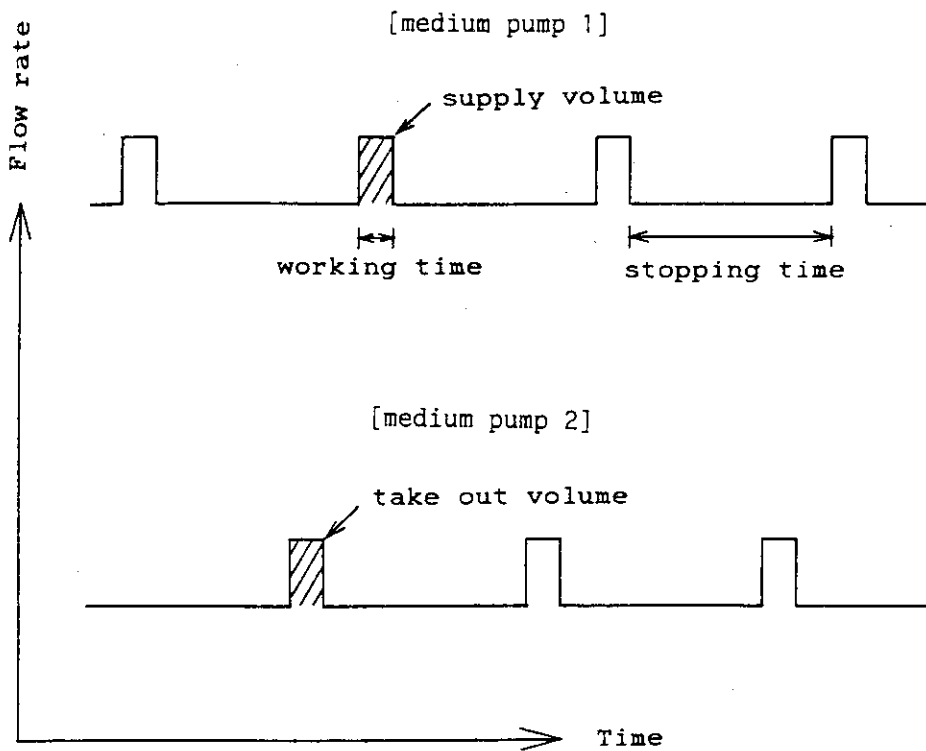 [medium pump 1]
Flow rate
supply volume
working time
stopping time
[medium pump 2]
take out volume
Time